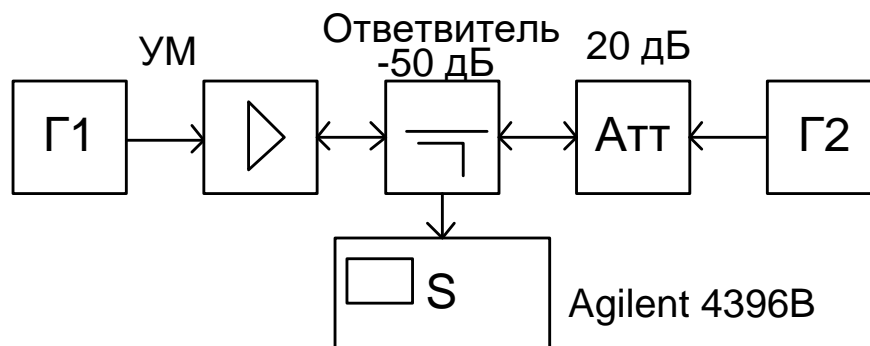 Ответвитель
УМ
-50 дБ
20 дБ
Г1
Атт
Г2
S
Agilent 4396B